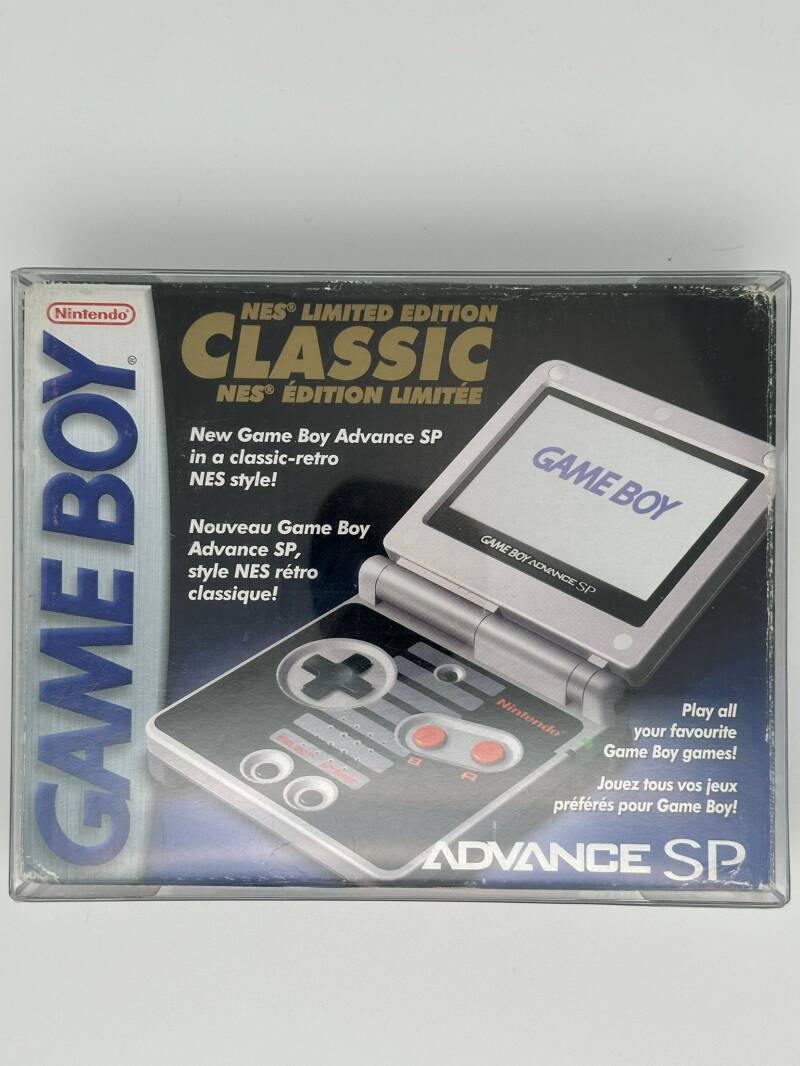 Nintendo®
GAME BOY®
NES® LIMITED EDITION
CLASSIC
NES® ÉDITION LIMITÉE
New Game Boy Advance SP
in a classic-retro
NES style!
Nouveau Game Boy
Advance SP,
style NES rétro
classique!
GAME BOY
GAME BOY ADVANCE SP
Nintendo®
B A
SELECT START
Play all
your favourite
Game Boy games!
Jouez tous vos jeux
préférés pour Game Boy!
ADVANCE SP